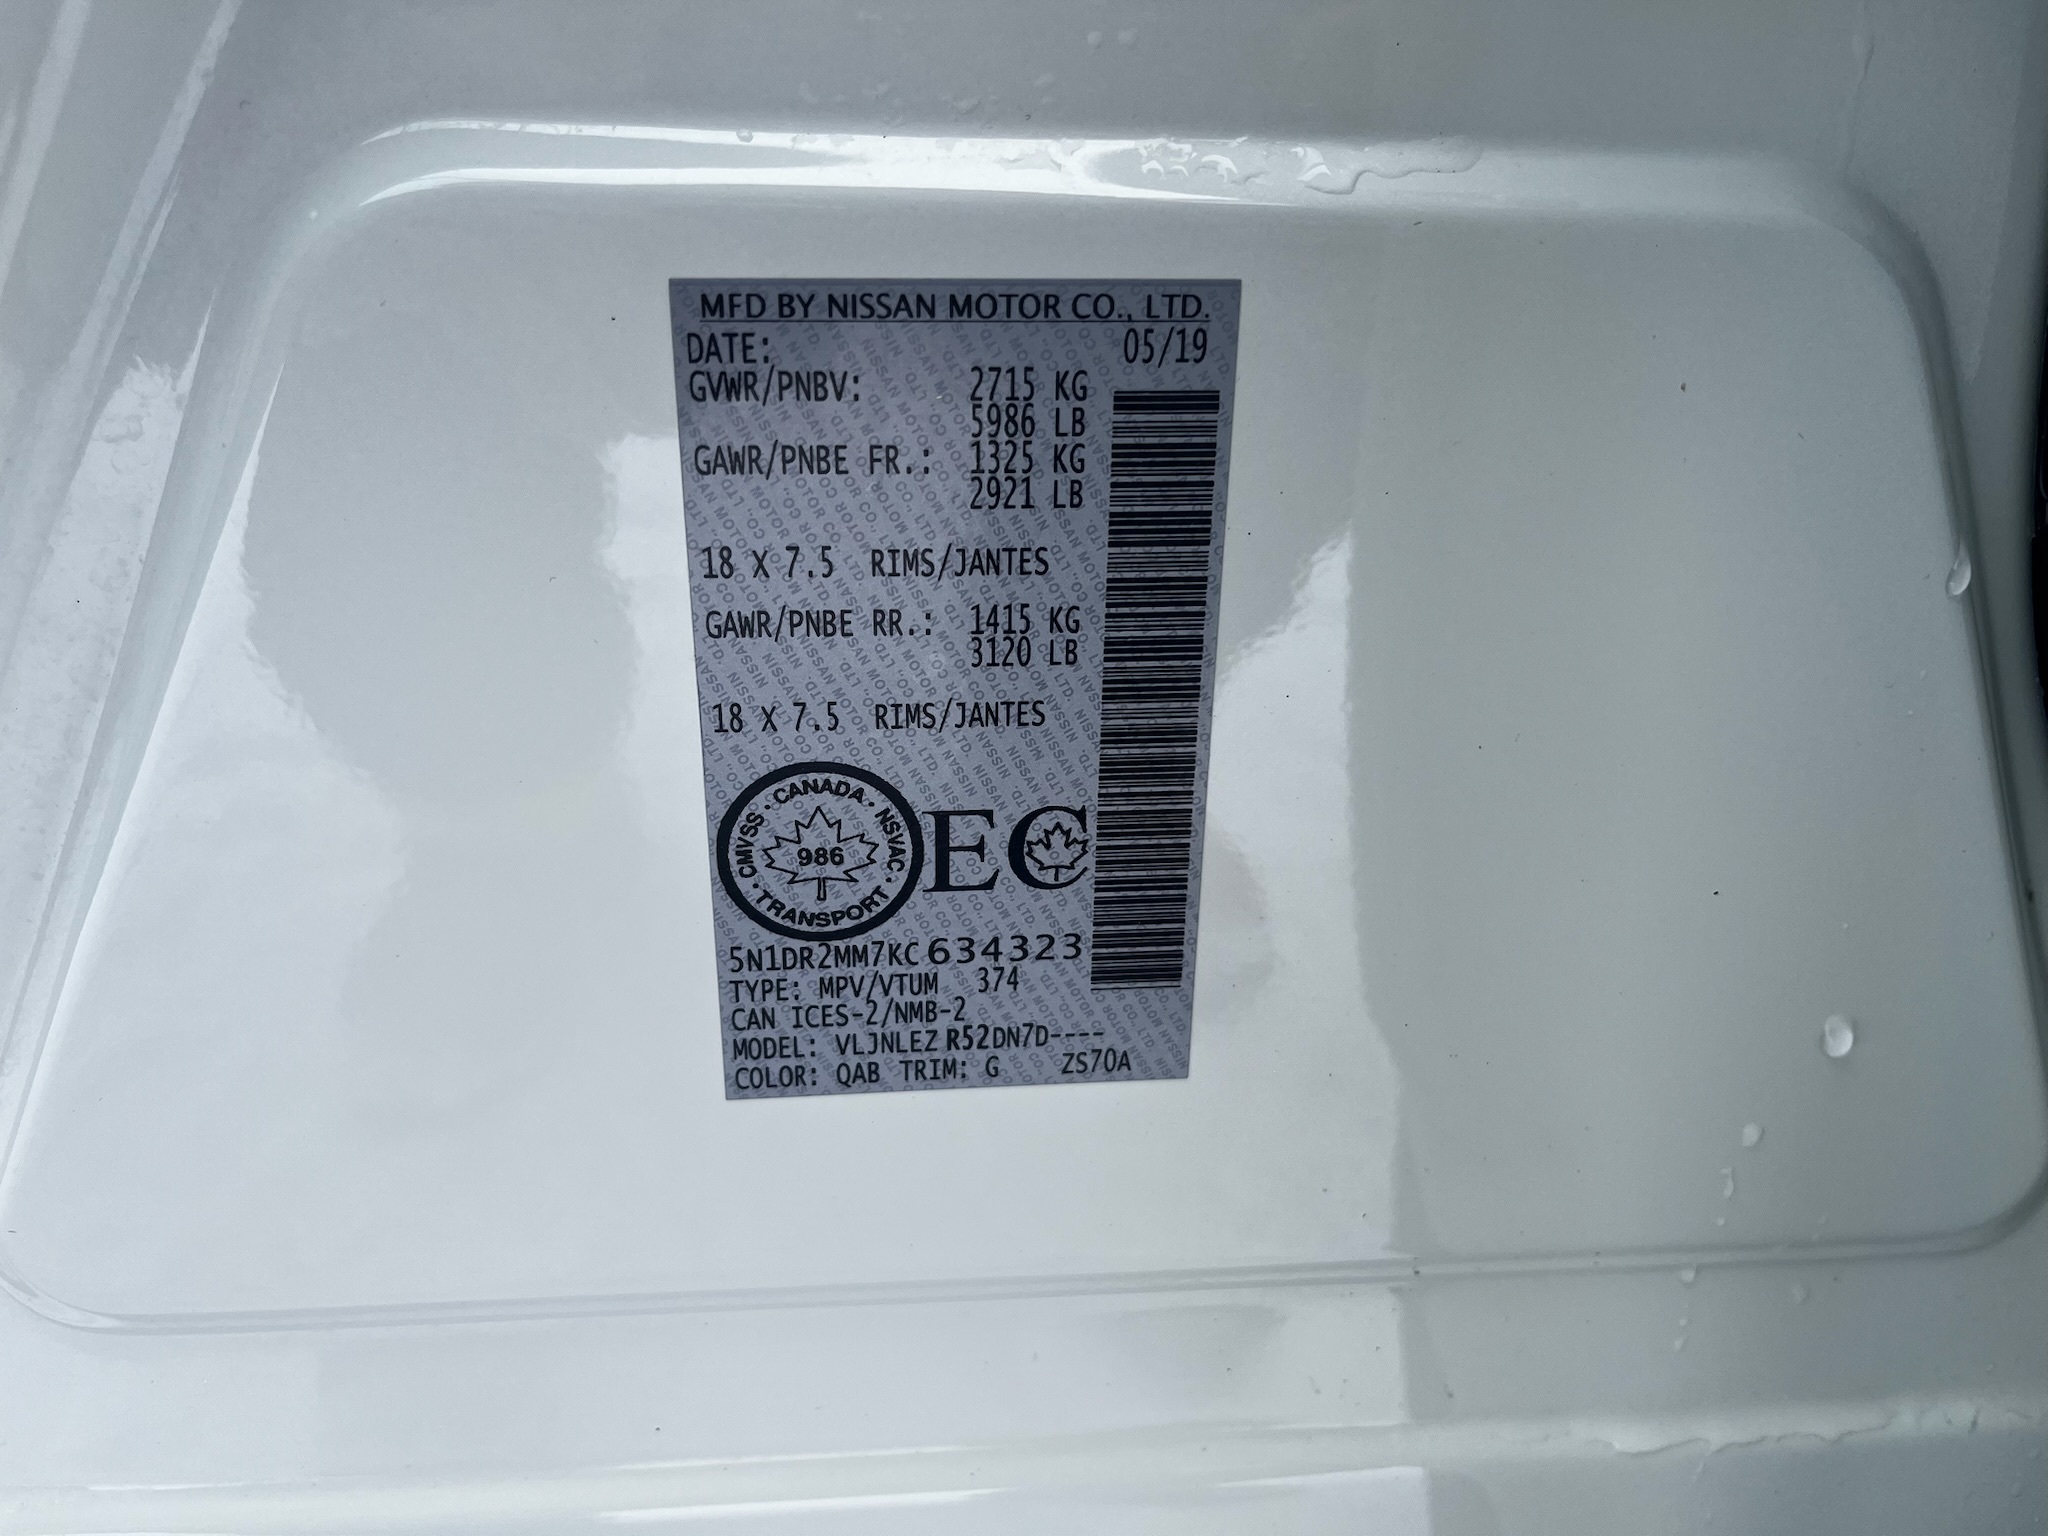 MFD BY NISSAN MOTOR CO., LTD.
DATE: 05/19
GVWR/PNBV: 2715 KG
5986 LB
GAWR/PNBE FR.: 1325 KG
2921 LB
18 X 7.5 RIMS/JANTES
GAWR/PNBE RR.: 1415 KG
3120 LB
18 X 7.5 RIMS/JANTES
CANADA · NSVAC · TRANSPORT · CMVSS ·
986
EC
5N1DR2MM7KC634323
TYPE: MPV/VTUM 374
CAN ICES-2/NMB-2
MODEL: VLJNLEZ R52DN7D----
COLOR: QAB TRIM: G ZS70A